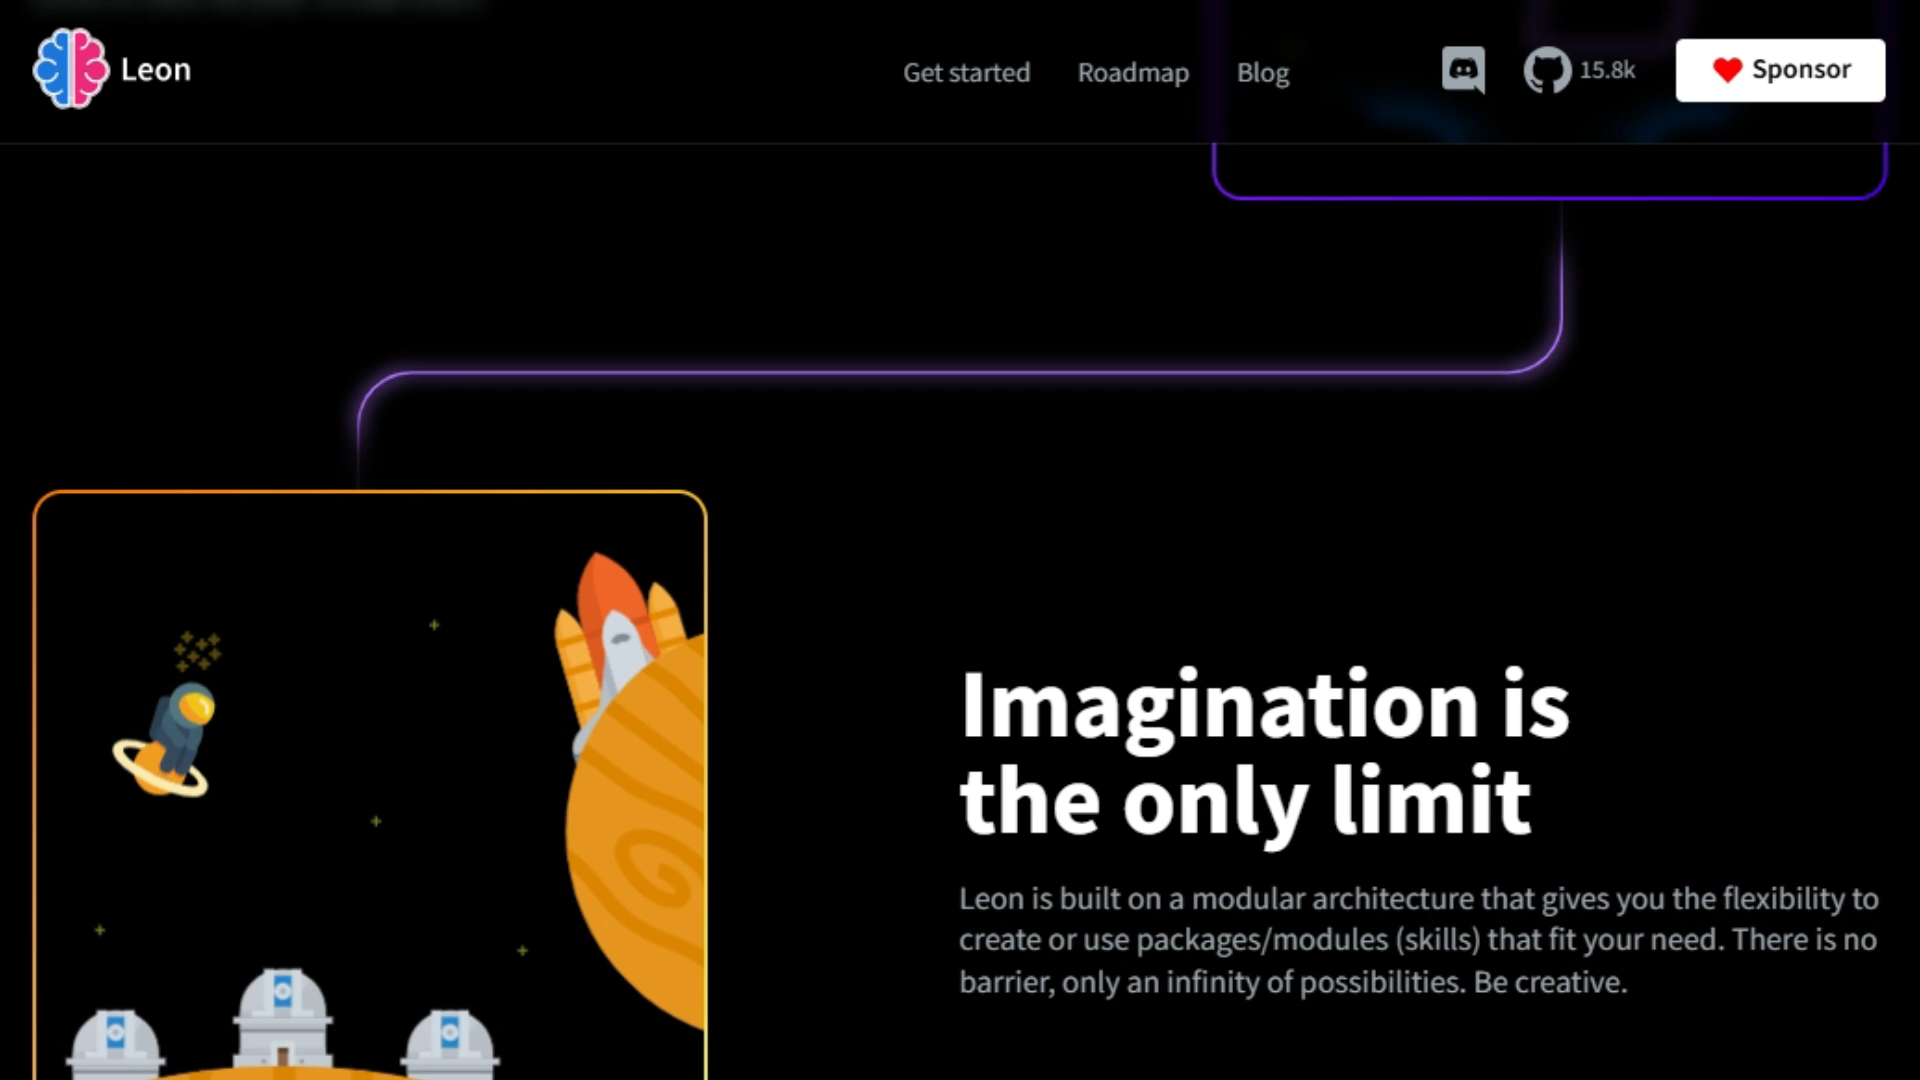 Leon
Get started
Roadmap
Blog
15.8k
Sponsor
Imagination is
the only limit
Leon is built on a modular architecture that gives you the flexibility to
create or use packages/modules (skills) that fit your need. There is no
barrier, only an infinity of possibilities. Be creative.